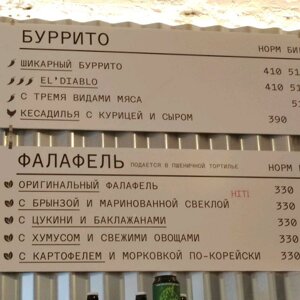 БУРРИТО НОРМ БИ
ШИКАРНЫЙ БУРРИТО 410 51
EL'DIABLO 410 51
С ТРЕМЯ ВИДАМИ МЯСА 51
КЕСАДИЛЬЯ С КУРИЦЕЙ И СЫРОМ 390
ФАЛАФЕЛЬ ПОДАЕТСЯ В ПШЕНИЧНОЙ ТОРТИЛЬЕ НОРМ
ОРИГИНАЛЬНЫЙ ФАЛАФЕЛЬ HIT! 330
С БРЫНЗОЙ И МАРИНОВАННОЙ СВЕКЛОЙ 330
С ЦУКИНИ И БАКЛАЖАНАМИ 330
С ХУМУСОМ И СВЕЖИМИ ОВОЩАМИ 330
С КАРТОФЕЛЕМ И МОРКОВКОЙ ПО-КОРЕЙСКИ 330